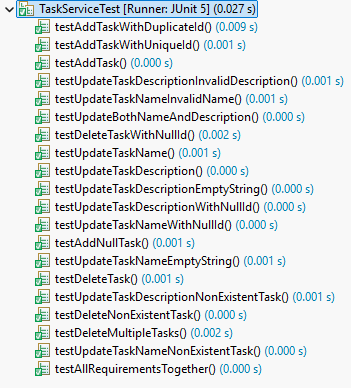 TaskServiceTest [Runner: JUnit 5] (0.027 s)
testAddTaskWithDuplicateId() (0.009 s)
testAddTaskWithUniqueId() (0.001 s)
testAddTask() (0.000 s)
testUpdateTaskDescriptionInvalidDescription() (0.001 s)
testUpdateTaskNameInvalidName() (0.001 s)
testUpdateBothNameAndDescription() (0.000 s)
testDeleteTaskWithNullId() (0.002 s)
testUpdateTaskName() (0.001 s)
testUpdateTaskDescription() (0.000 s)
testUpdateTaskDescriptionEmptyString() (0.000 s)
testUpdateTaskDescriptionWithNullId() (0.000 s)
testUpdateTaskNameWithNullId() (0.000 s)
testAddNullTask() (0.001 s)
testUpdateTaskNameEmptyString() (0.001 s)
testDeleteTask() (0.001 s)
testUpdateTaskDescriptionNonExistentTask() (0.001 s)
testDeleteNonExistentTask() (0.000 s)
testDeleteMultipleTasks() (0.002 s)
testUpdateTaskNameNonExistentTask() (0.000 s)
testAllRequirementsTogether() (0.000 s)